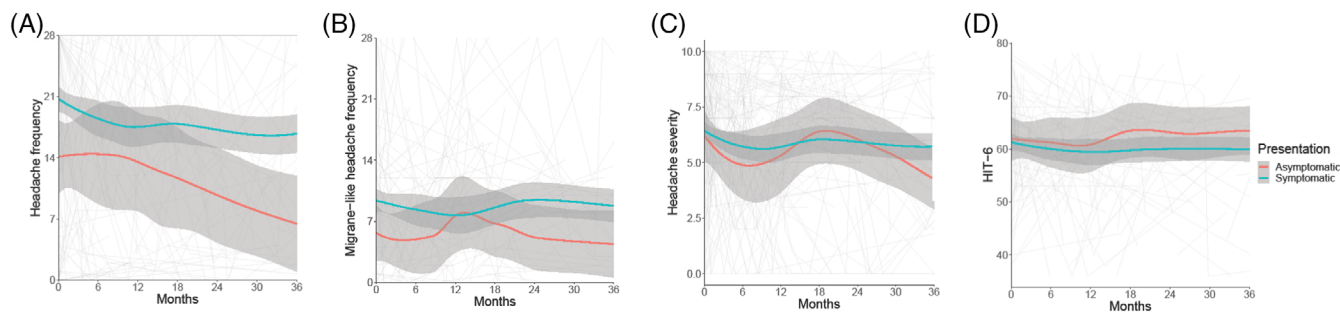 (A)
Headache frequency
28
21
14
7
0
0 6 12 18 24 30 36
Months
(B)
Migrane-like headache frequency
28
21
14
7
0
0 6 12 18 24 30 36
Months
(C)
Headache severity
10.0
7.5
5.0
2.5
0.0
0 6 12 18 24 30 36
Months
(D)
HIT-6
80
70
60
50
40
0 6 12 18 24 30 36
Months
Presentation
Asymptomatic
Symptomatic